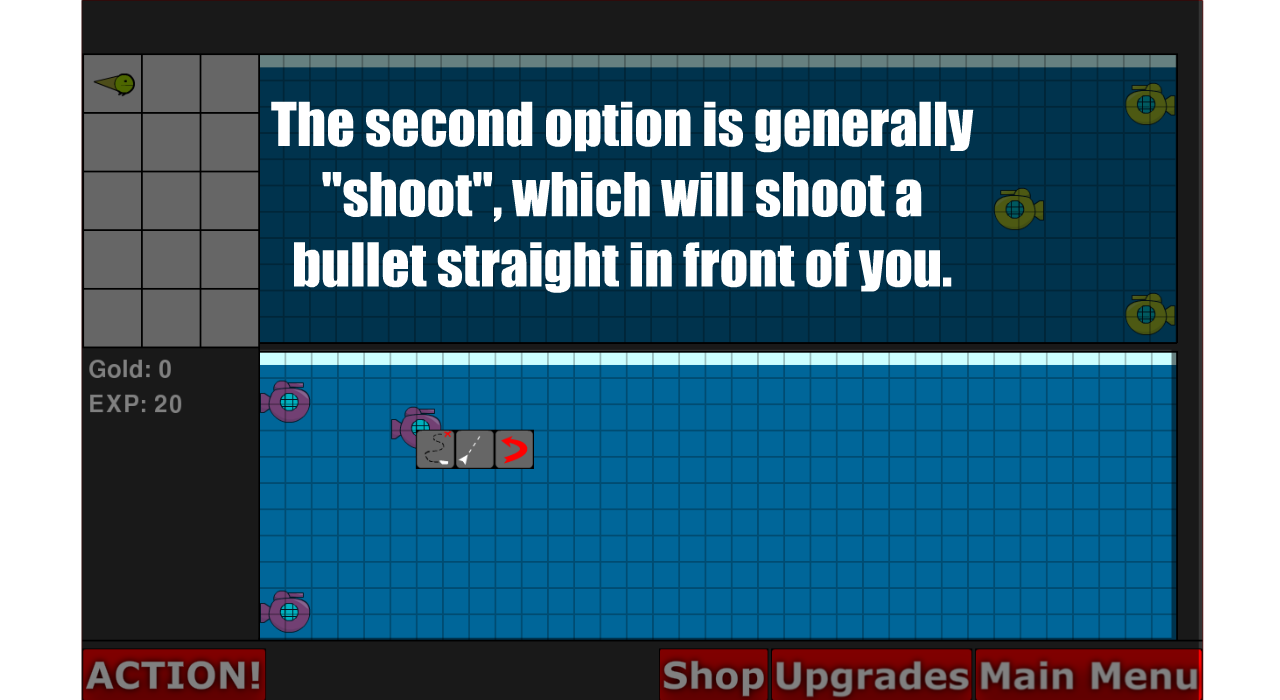 The second option is generally
"shoot", which will shoot a
bullet straight in front of you.
Gold: 0
EXP: 20
ACTION!
Shop
Upgrades
Main Menu